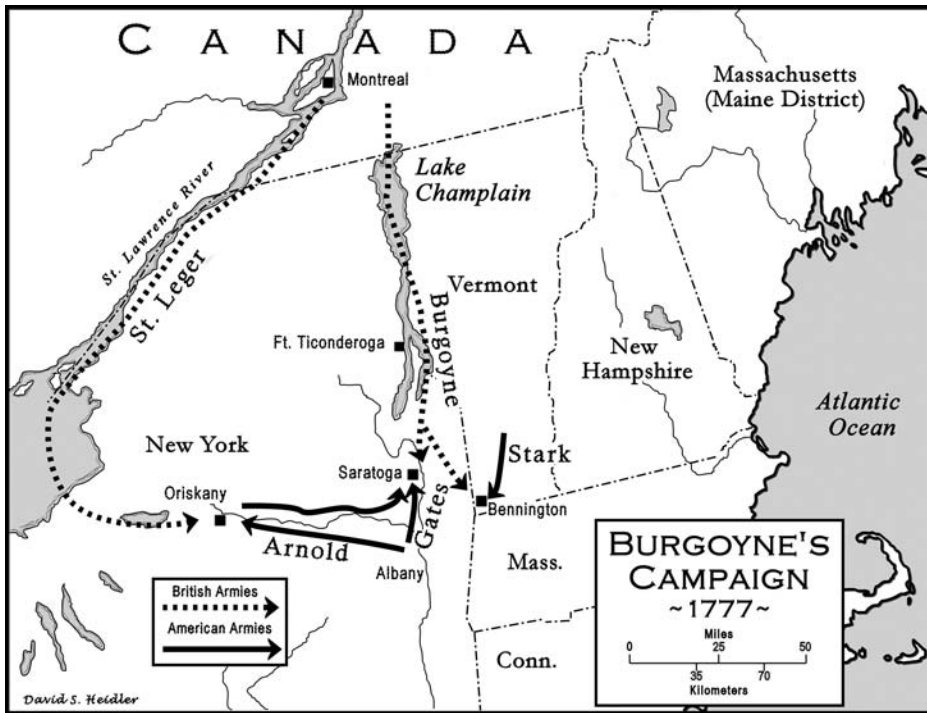 CANADA
Montreal
Massachusetts
(Maine District)
Lake
Champlain
St. Lawrence River
St. Leger
Vermont
Burgoyne
Ft. Ticonderoga
New
Hampshire
Atlantic
Ocean
New York
Stark
Saratoga
Oriskany
Gates
Bennington
Arnold
Albany
Mass.
Conn.
British Armies
American Armies
BURGOYNE'S
CAMPAIGN
~1777~
Miles
0 25 50
35 70
Kilometers
David S. Heidler